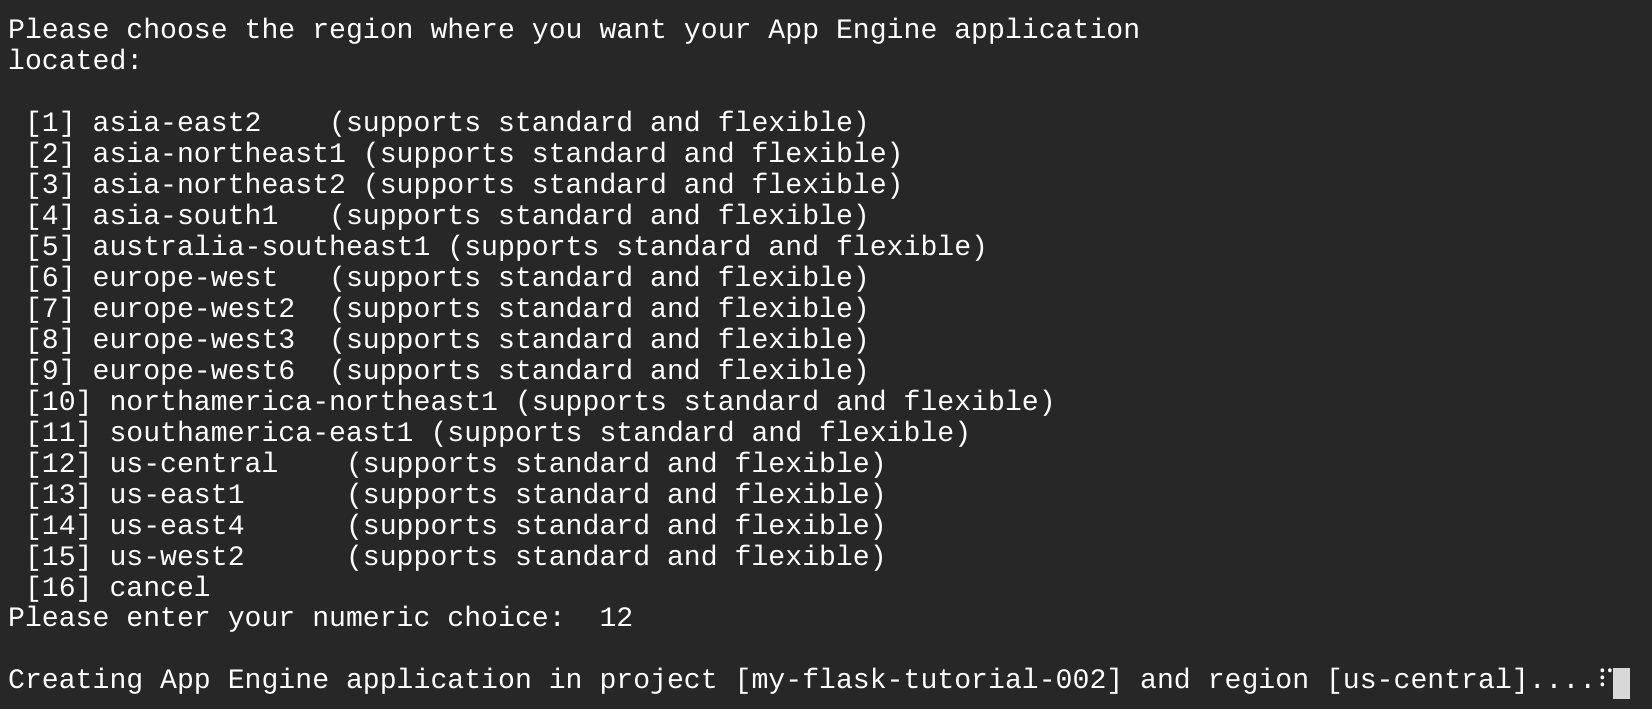 Please choose the region where you want your App Engine application
located:

 [1] asia-east2    (supports standard and flexible)
 [2] asia-northeast1 (supports standard and flexible)
 [3] asia-northeast2 (supports standard and flexible)
 [4] asia-south1   (supports standard and flexible)
 [5] australia-southeast1 (supports standard and flexible)
 [6] europe-west   (supports standard and flexible)
 [7] europe-west2  (supports standard and flexible)
 [8] europe-west3  (supports standard and flexible)
 [9] europe-west6  (supports standard and flexible)
 [10] northamerica-northeast1 (supports standard and flexible)
 [11] southamerica-east1 (supports standard and flexible)
 [12] us-central    (supports standard and flexible)
 [13] us-east1      (supports standard and flexible)
 [14] us-east4      (supports standard and flexible)
 [15] us-west2      (supports standard and flexible)
 [16] cancel
Please enter your numeric choice:  12

Creating App Engine application in project [my-flask-tutorial-002] and region [us-central]....⠏